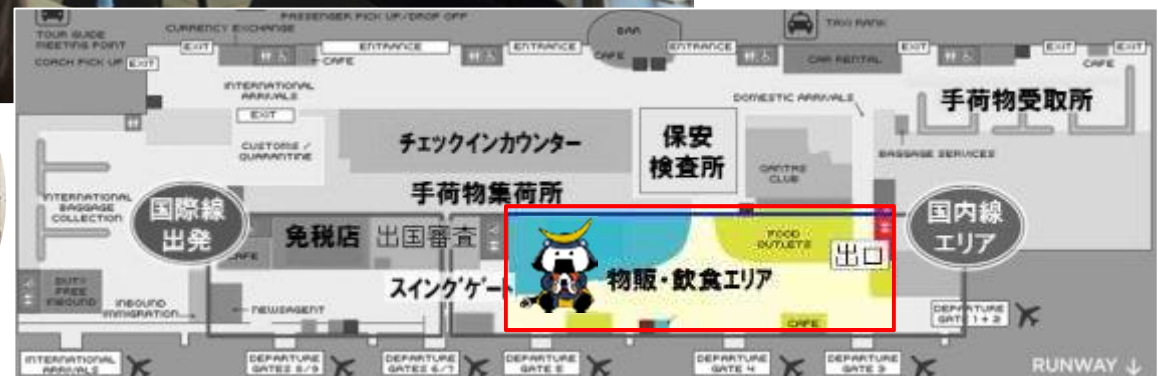 PASSENGER PICK UP/DROP OFF
TOUR GUIDE
MEETING POINT
CURRENCY EXCHANGE
BAR
TAXI RANK
COACH PICK UP
EXIT
EXIT
ENTRANCE
ENTRANCE
ENTRANCE
EXIT
EXIT
EXIT
CAFE
CAFE
CAR RENTAL
CAFE
INTERNATIONAL
ARRIVALS
EXIT
DOMESTIC ARRIVALS
手荷物受取所
CUSTOMS /
QUARANTINE
チェックインカウンター
保安
検査所
QANTAS
CLUB
BAGGAGE SERVICES
手荷物集荷所
INTERNATIONAL
BAGGAGE
COLLECTION
国際線
出発
CAFE
免税店
出国審査
FOOD
OUTLETS
出口
国内線
エリア
物販・飲食エリア
スイングゲート
DUTY
FREE
INBOUND
INBOUND
IMMIGRATION
NEWSAGENT
CAFE
DEPARTURE
GATE 1 + 2
INTERNATIONAL
ARRIVALS
DEPARTURE
GATES 8/9
DEPARTURE
GATES 6/7
DEPARTURE
GATE 5
DEPARTURE
GATE 4
DEPARTURE
GATE 3
RUNWAY ↓